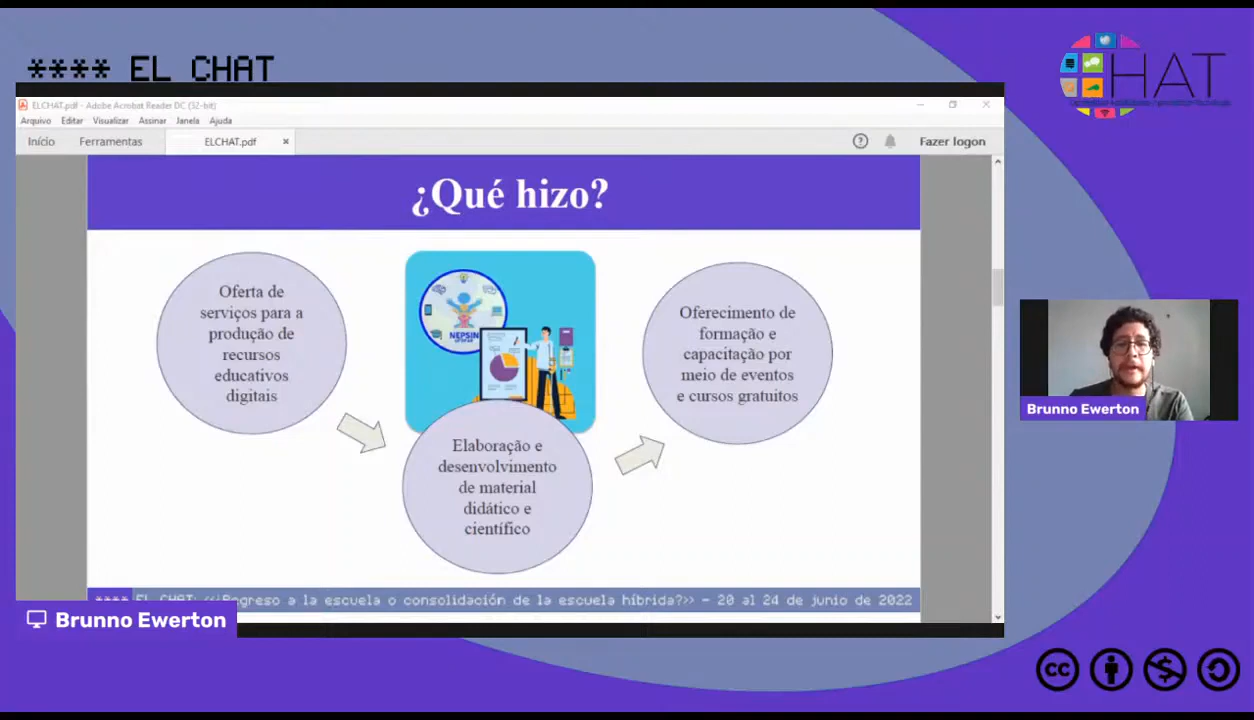 **** EL CHAT
HAT
ELCHAT.pdf - Adobe Acrobat Reader DC (32-bit)
Arquivo Editar Visualizar Assinar Janela Ajuda
Início Ferramentas ELCHAT.pdf × Fazer logon
¿Qué hizo?
Oferta de
serviços para a
produção de
recursos
educativos
digitais
NEPSIN
Elaboração e
desenvolvimento
de material
didático e
científico
Oferecimento de
formação e
capacitação por
meio de eventos
e cursos gratuitos
Brunno Ewerton
**** EL CHAT: <<¿Regreso a la escuela o consolidación de la escuela híbrida?>> – 20 al 24 de junio de 2022
Brunno Ewerton
cc